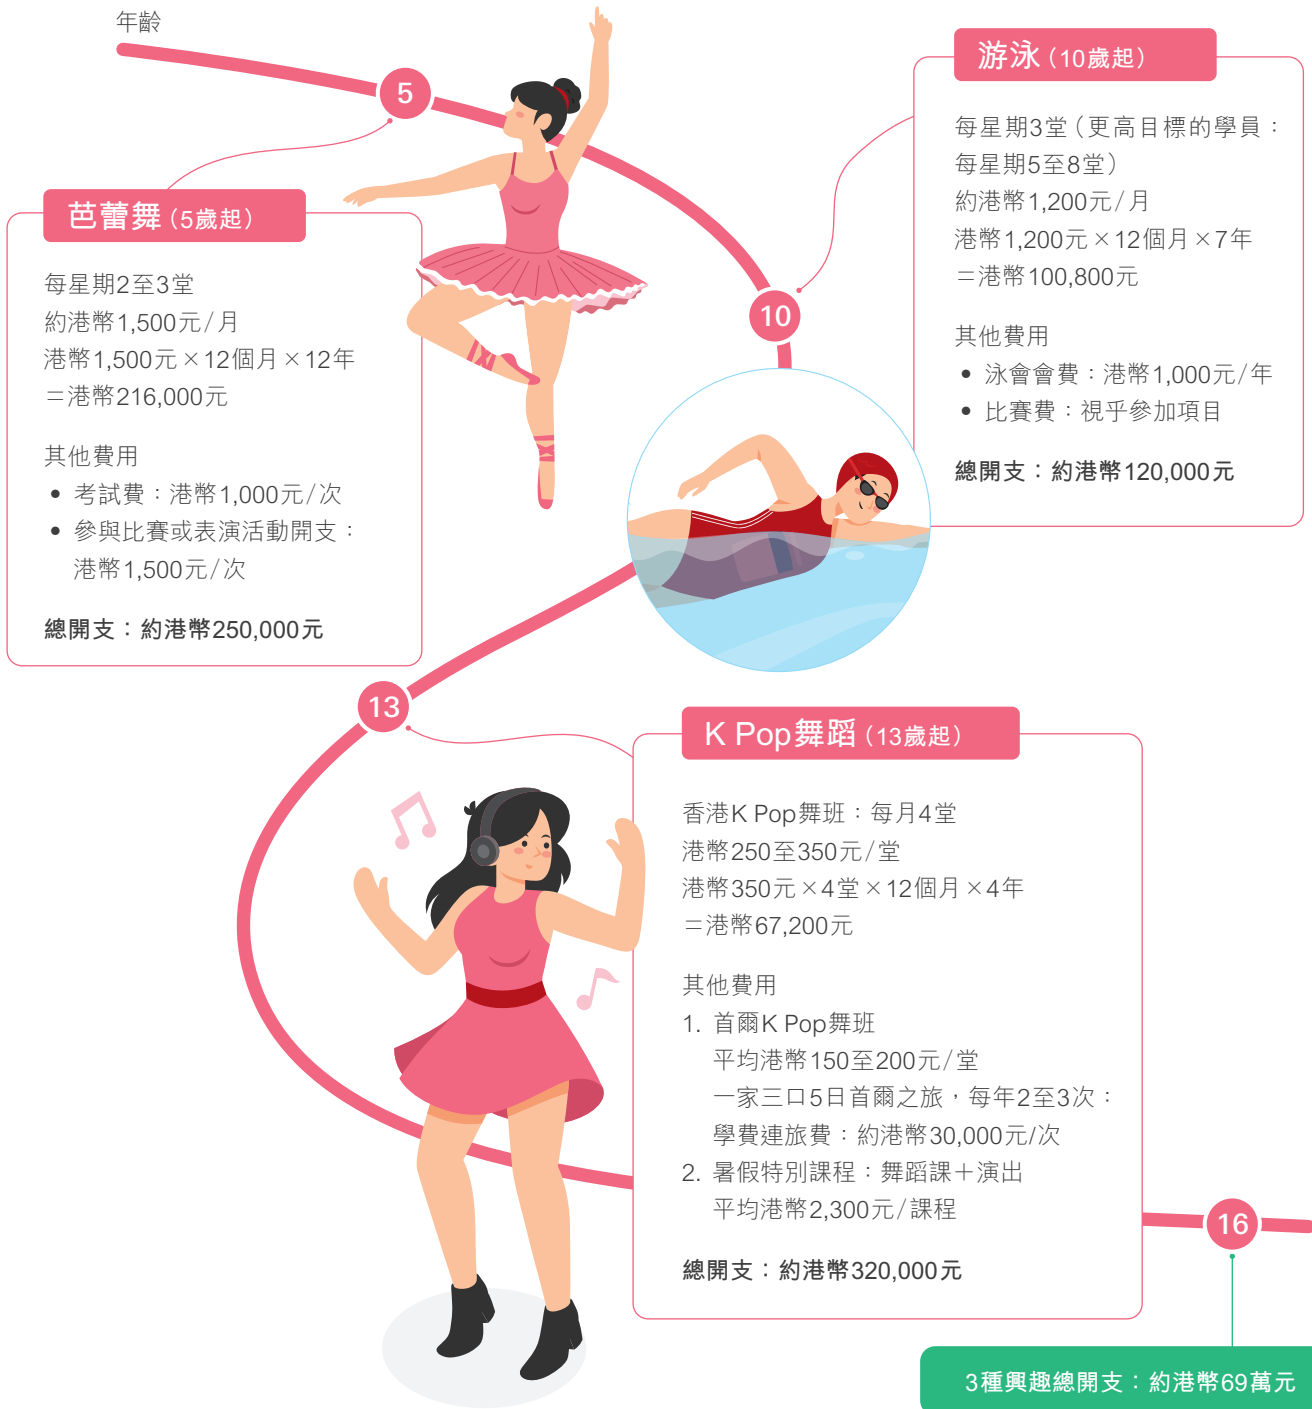 年齡
5
芭蕾舞（5歲起）
每星期2至3堂
約港幣1,500元/月
港幣1,500元×12個月×12年
＝港幣216,000元
其他費用
• 考試費：港幣1,000元/次
• 參與比賽或表演活動開支：
港幣1,500元/次
總開支：約港幣250,000元
10
游泳（10歲起）
每星期3堂（更高目標的學員：
每星期5至8堂）
約港幣1,200元/月
港幣1,200元×12個月×7年
＝港幣100,800元
其他費用
• 泳會會費：港幣1,000元/年
• 比賽費：視乎參加項目
總開支：約港幣120,000元
13
K Pop舞蹈（13歲起）
香港K Pop舞班：每月4堂
港幣250至350元/堂
港幣350元×4堂×12個月×4年
＝港幣67,200元
其他費用
1. 首爾K Pop舞班
平均港幣150至200元/堂
一家三口5日首爾之旅，每年2至3次：
學費連旅費：約港幣30,000元/次
2. 暑假特別課程：舞蹈課＋演出
平均港幣2,300元/課程
總開支：約港幣320,000元
16
3種興趣總開支：約港幣69萬元